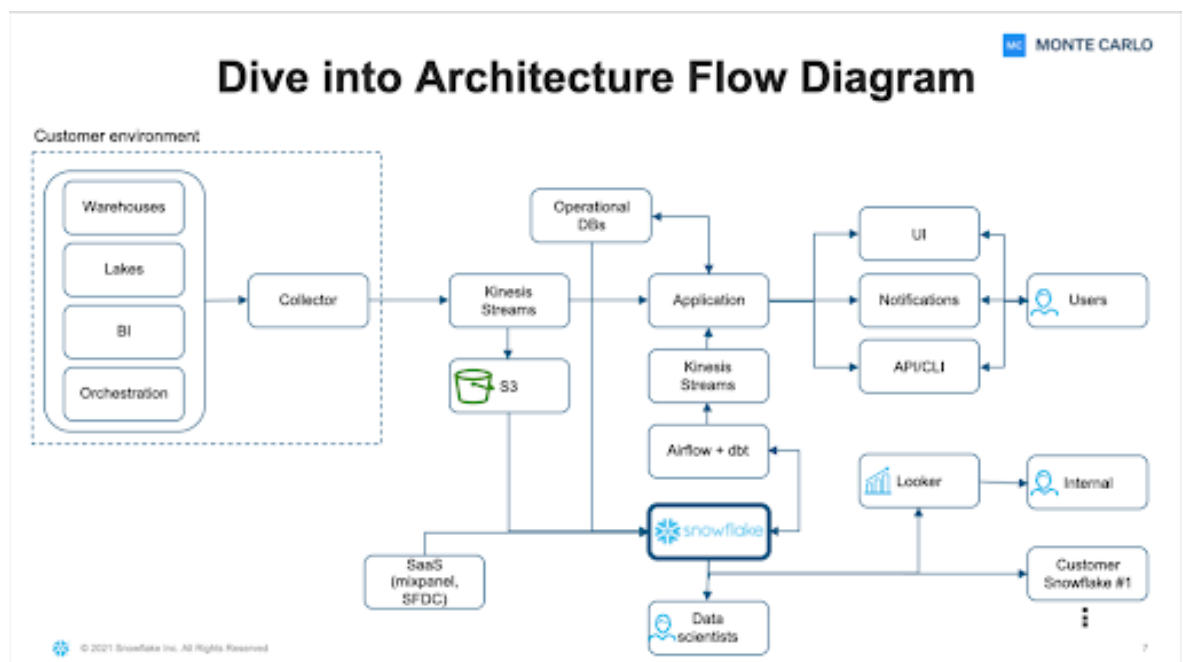 MC MONTE CARLO
Dive into Architecture Flow Diagram
Customer environment
Warehouses
Lakes
BI
Orchestration
Collector
Kinesis
Streams
S3
SaaS
(mixpanel,
SFDC)
Operational
DBs
Application
Kinesis
Streams
Airflow + dbt
snowflake
Data
scientists
UI
Notifications
API/CLI
Users
Looker
Internal
Customer
Snowflake #1
© 2021 Snowflake Inc. All Rights Reserved
7